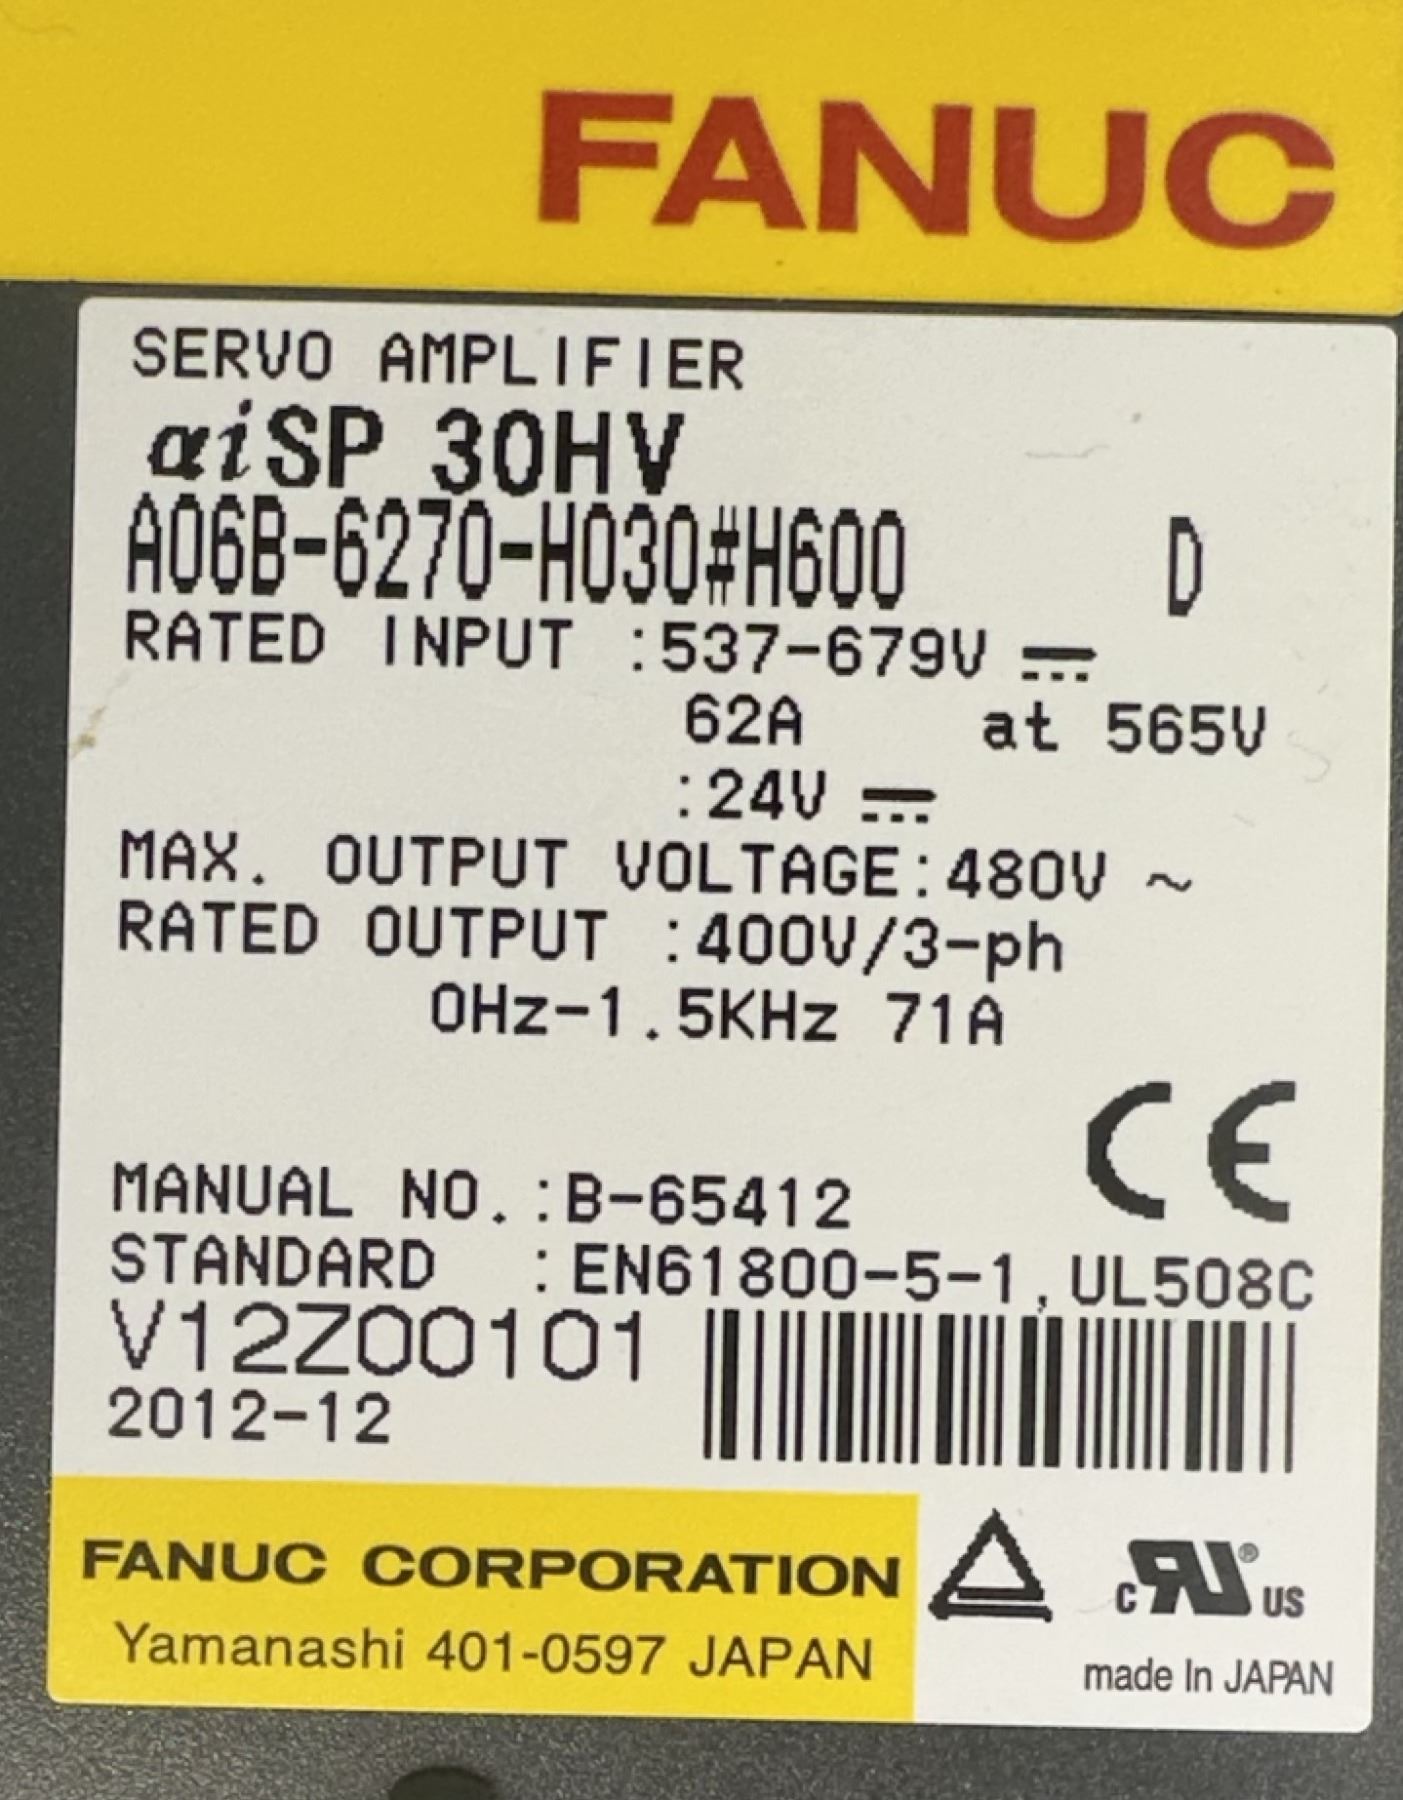 FANUC
SERVO AMPLIFIER
αiSP 30HV
A06B-6270-H030#H600 D
RATED INPUT :537-679V ⎓
62A at 565V
:24V ⎓
MAX. OUTPUT VOLTAGE:480V ~
RATED OUTPUT :400V/3-ph
0Hz-1.5KHz 71A
CE
MANUAL NO.:B-65412
STANDARD :EN61800-5-1,UL508C
V12Z00101
2012-12
FANUC CORPORATION
Yamanashi 401-0597 JAPAN
c RU ® US
made In JAPAN